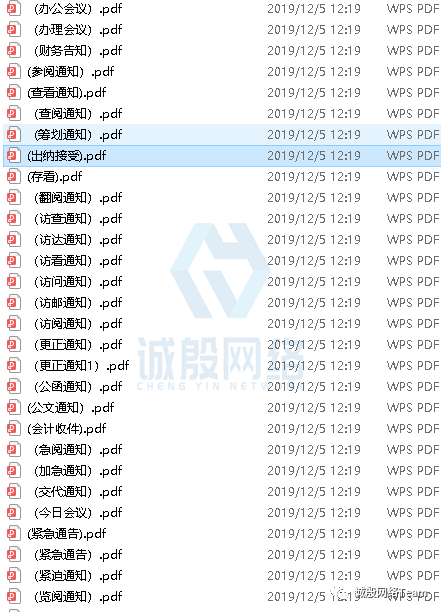 （办公会议）.pdf 2019/12/5 12:19 WPS PDF
（办理会议）.pdf 2019/12/5 12:19 WPS PDF
（财务告知）.pdf 2019/12/5 12:19 WPS PDF
(参阅通知）.pdf 2019/12/5 12:19 WPS PDF
(查看通知).pdf 2019/12/5 12:19 WPS PDF
（查阅通知）.pdf 2019/12/5 12:19 WPS PDF
（筹划通知）.pdf 2019/12/5 12:19 WPS PDF
(出纳接受).pdf 2019/12/5 12:19 WPS PDF
(存看).pdf 2019/12/5 12:19 WPS PDF
（翻阅通知）.pdf 2019/12/5 12:19 WPS PDF
（访查通知）.pdf 2019/12/5 12:19 WPS PDF
（访达通知）.pdf 2019/12/5 12:19 WPS PDF
（访看通知）.pdf 2019/12/5 12:19 WPS PDF
（访问通知）.pdf 2019/12/5 12:19 WPS PDF
（访邮通知）.pdf 2019/12/5 12:19 WPS PDF
（访阅通知）.pdf 2019/12/5 12:19 WPS PDF
（更正通知）.pdf 2019/12/5 12:19 WPS PDF
（更正通知1）.pdf 2019/12/5 12:19 WPS PDF
诚殷网络
CHENG YIN NETWORK
（公函通知）.pdf 2019/12/5 12:19 WPS PDF
(公文通知）.pdf 2019/12/5 12:19 WPS PDF
(会计收件).pdf 2019/12/5 12:19 WPS PDF
（急阅通知）.pdf 2019/12/5 12:19 WPS PDF
（加急通知）.pdf 2019/12/5 12:19 WPS PDF
（交代通知）.pdf 2019/12/5 12:19 WPS PDF
（今日会议）.pdf 2019/12/5 12:19 WPS PDF
(紧急通告).pdf 2019/12/5 12:19 WPS PDF
（紧急通告）.pdf 2019/12/5 12:19 WPS PDF
（紧迫通知）.pdf 2019/12/5 12:19 WPS PDF
（览阅通知）.pdf 2019/12/5 12:19 WPS PDF
诚殷网络Team